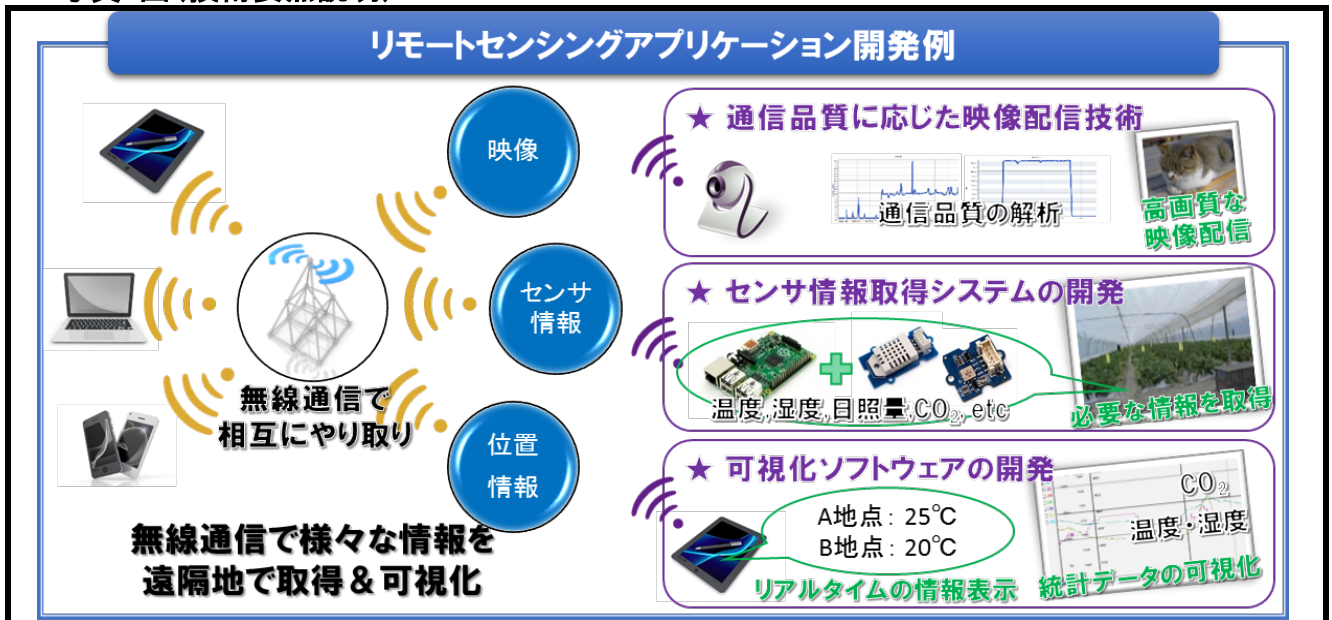 リモートセンシングアプリケーション開発例
映像
センサ
情報
位置
情報
無線通信で
相互にやり取り
無線通信で様々な情報を
遠隔地で取得＆可視化
★ 通信品質に応じた映像配信技術
通信品質の解析
高画質な
映像配信
★ センサ情報取得システムの開発
温度,湿度,日照量,CO₂,etc
必要な情報を取得
★ 可視化ソフトウェアの開発
A地点：25℃
B地点：20℃
リアルタイムの情報表示
CO₂
温度・湿度
統計データの可視化